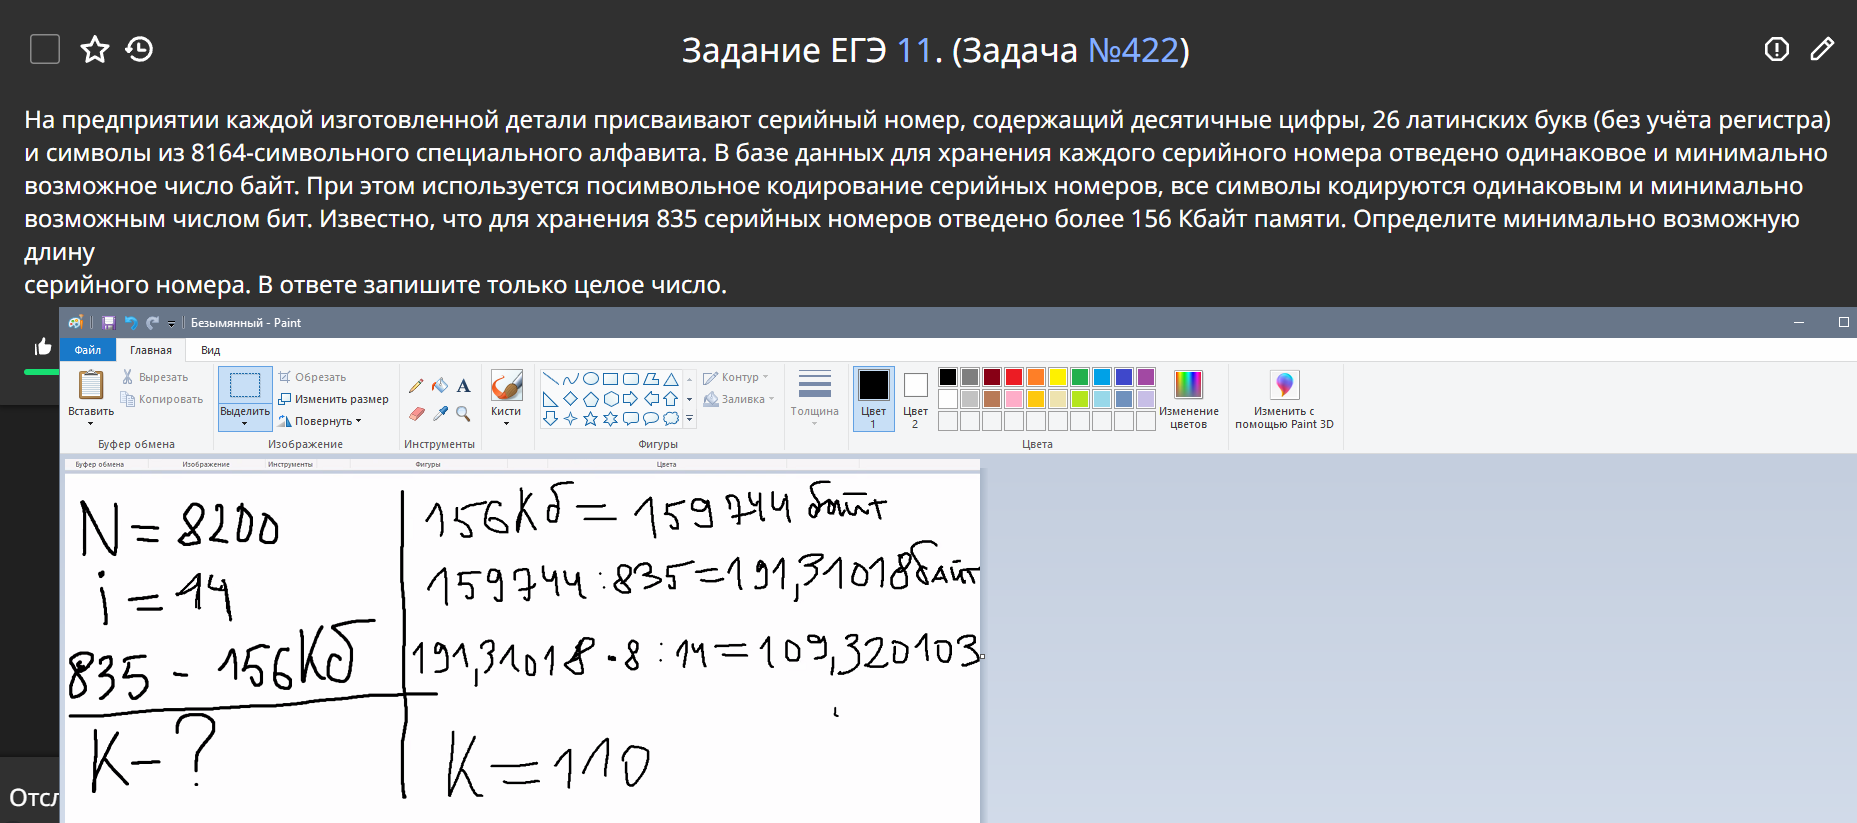 Задание ЕГЭ 11. (Задача №422)
На предприятии каждой изготовленной детали присваивают серийный номер, содержащий десятичные цифры, 26 латинских букв (без учёта регистра)
и символы из 8164-символьного специального алфавита. В базе данных для хранения каждого серийного номера отведено одинаковое и минимально
возможное число байт. При этом используется посимвольное кодирование серийных номеров, все символы кодируются одинаковым и минимально
возможным числом бит. Известно, что для хранения 835 серийных номеров отведено более 156 Кбайт памяти. Определите минимально возможную
длину
серийного номера. В ответе запишите только целое число.
Безымянный - Paint
Файл Главная Вид
Вставить
Вырезать
Копировать
Буфер обмена
Выделить
Обрезать
Изменить размер
Повернуть
Изображение
Инструменты
Кисти
Контур
Заливка
Фигуры
Толщина
Цвет 1
Цвет 2
Изменение цветов
Цвета
Изменить с помощью Paint 3D
Буфер обмена Изображение Инструменты Фигуры Цвета
N = 8200
i = 14
835 - 156Кб
K - ?
156Кб = 159744 байт
159744 : 835 = 191,31018 байт
191,31018 · 8 : 14 = 109,320103
K = 110
Отсл